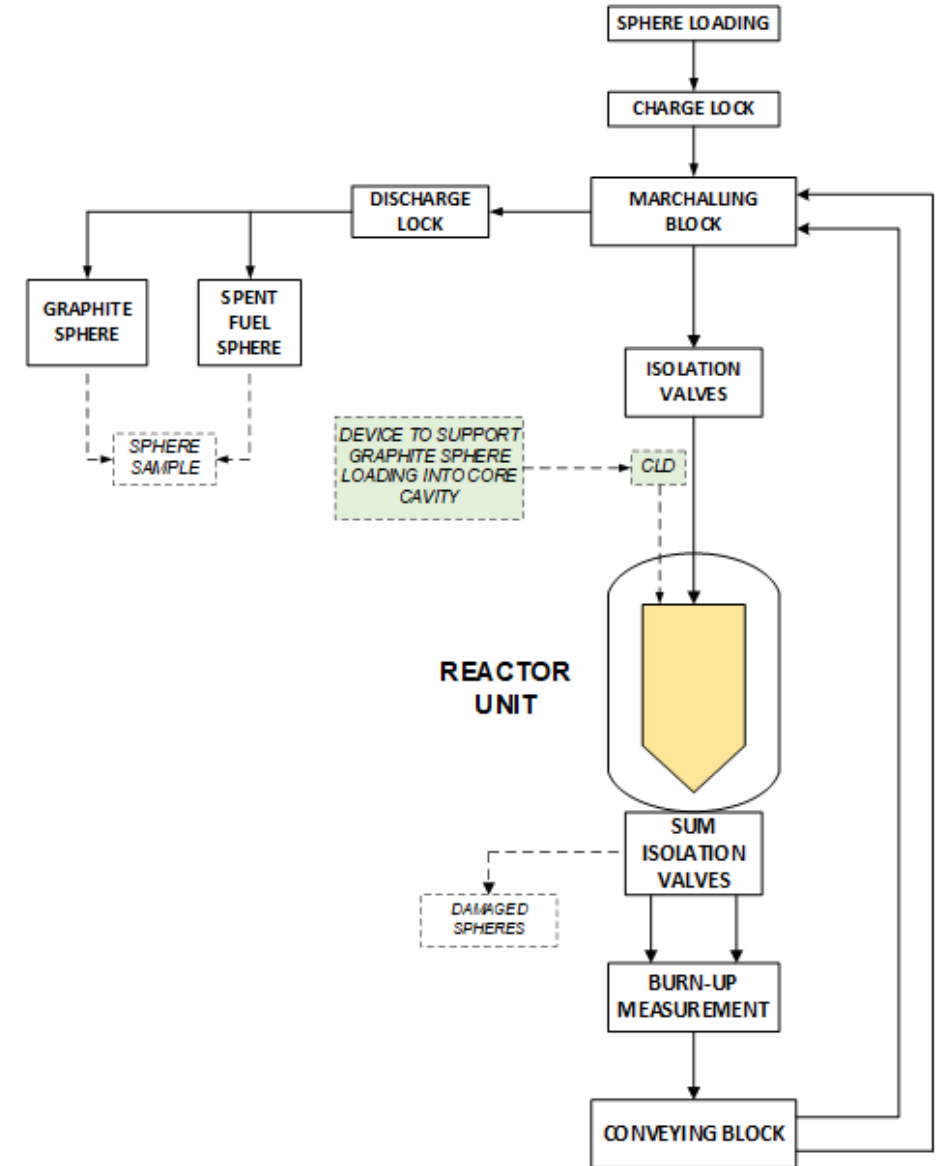 SPHERE LOADING
CHARGE LOCK
MARCHALLING
BLOCK
DISCHARGE
LOCK
GRAPHITE
SPHERE
SPENT
FUEL
SPHERE
SPHERE
SAMPLE
ISOLATION
VALVES
DEVICE TO SUPPORT
GRAPHITE SPHERE
LOADING INTO CORE
CAVITY
CLD
REACTOR
UNIT
SUM
ISOLATION
VALVES
DAMAGED
SPHERES
BURN-UP
MEASUREMENT
CONVEYING BLOCK